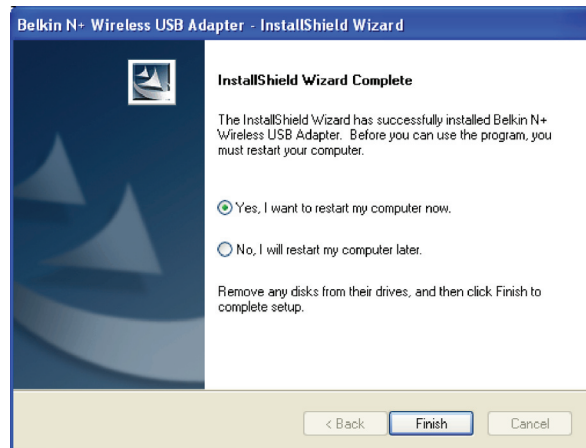 Belkin N+ Wireless USB Adapter - InstallShield Wizard
InstallShield Wizard Complete
The InstallShield Wizard has successfully installed Belkin N+
Wireless USB Adapter. Before you can use the program, you
must restart your computer.
Yes, I want to restart my computer now.
No, I will restart my computer later.
Remove any disks from their drives, and then click Finish to
complete setup.
< Back Finish Cancel